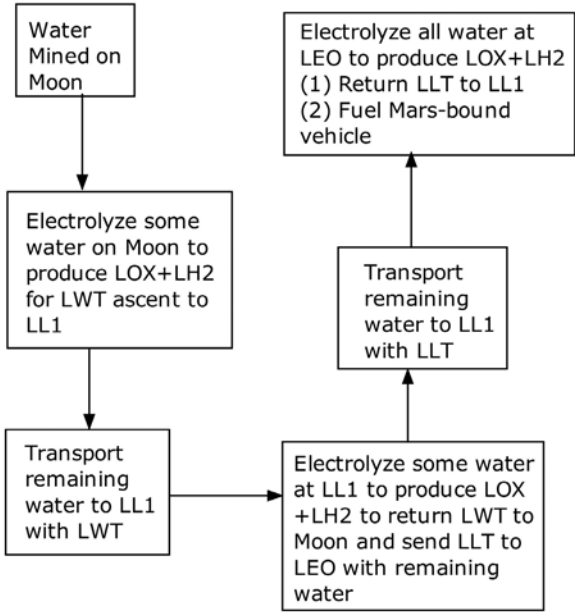 Water
Mined on
Moon
Electrolyze some
water on Moon to
produce LOX+LH2
for LWT ascent to
LL1
Transport
remaining
water to LL1
with LWT
Electrolyze some water
at LL1 to produce LOX
+LH2 to return LWT to
Moon and send LLT to
LEO with remaining
water
Transport
remaining
water to LL1
with LLT
Electrolyze all water at
LEO to produce LOX+LH2
(1) Return LLT to LL1
(2) Fuel Mars-bound
vehicle